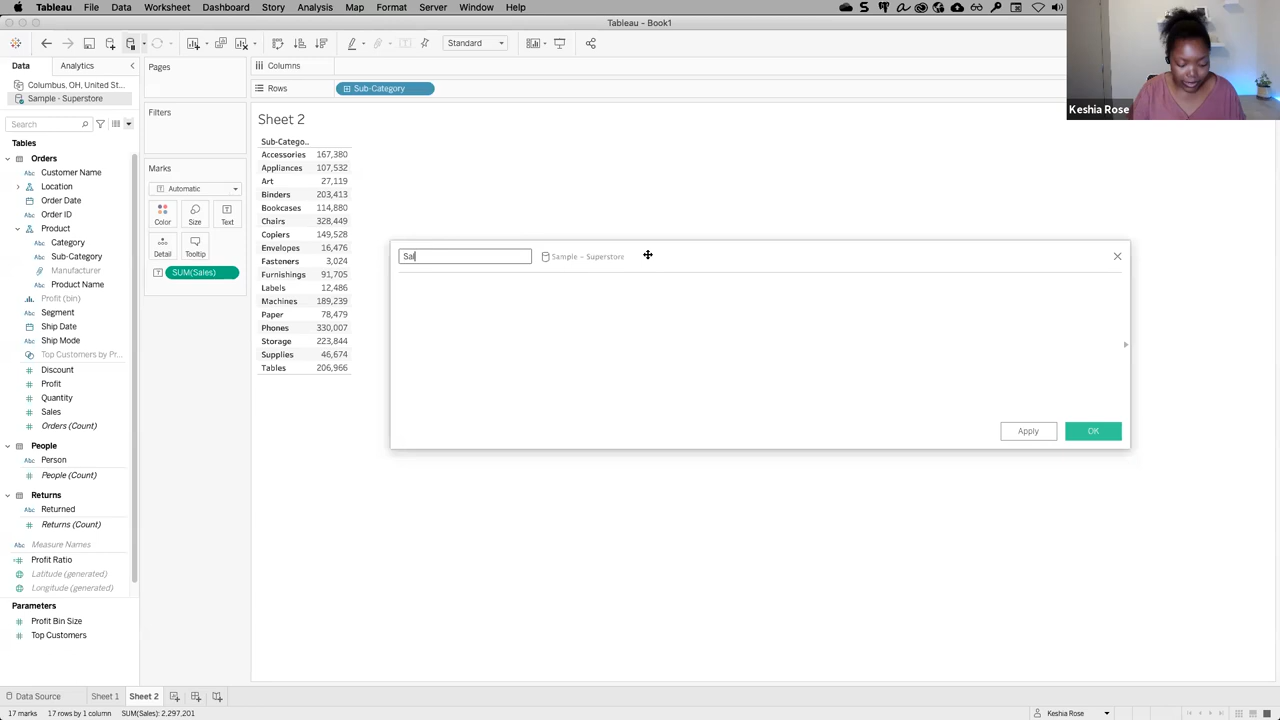 Tableau File Data Worksheet Dashboard Story Analysis Map Format Server Window Help
Tableau - Book1
Standard
Data Analytics
Columbus, OH, United St...
Sample - Superstore
Search
Tables
Orders
Customer Name
Location
Order Date
Order ID
Product
Category
Sub-Category
Manufacturer
Product Name
Profit (bin)
Segment
Ship Date
Ship Mode
Top Customers by Pr...
Discount
Profit
Quantity
Sales
Orders (Count)
People
Person
People (Count)
Returns
Returned
Returns (Count)
Measure Names
Profit Ratio
Latitude (generated)
Longitude (generated)
Parameters
Profit Bin Size
Top Customers
Pages
Filters
Marks
Automatic
Color Size Text
Detail Tooltip
SUM(Sales)
Columns
Rows Sub-Category
Sheet 2
Sub-Catego..
Accessories 167,380
Appliances 107,532
Art 27,119
Binders 203,413
Bookcases 114,880
Chairs 328,449
Copiers 149,528
Envelopes 16,476
Fasteners 3,024
Furnishings 91,705
Labels 12,486
Machines 189,239
Paper 78,479
Phones 330,007
Storage 223,844
Supplies 46,674
Tables 206,966
Sal Sample - Superstore
Apply OK
Keshia Rose
Data Source Sheet 1 Sheet 2
17 marks 17 rows by 1 column SUM(Sales): 2,297,201
Keshia Rose